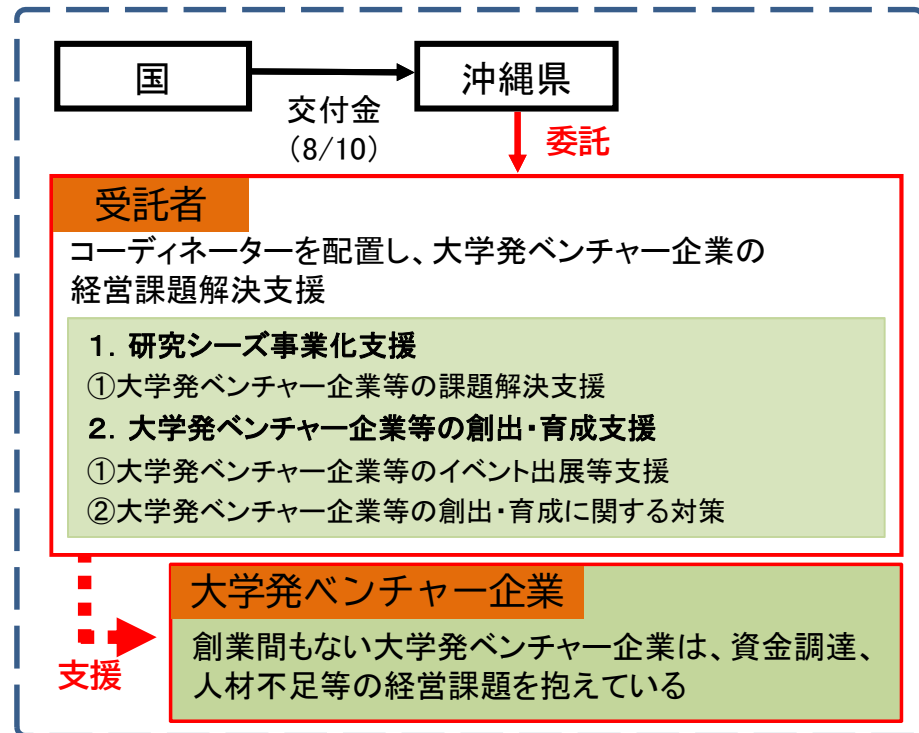 国
沖縄県
交付金
(8/10)
委託
受託者
コーディネーターを配置し、大学発ベンチャー企業の
経営課題解決支援
1. 研究シーズ事業化支援
①大学発ベンチャー企業等の課題解決支援
2. 大学発ベンチャー企業等の創出・育成支援
①大学発ベンチャー企業等のイベント出展等支援
②大学発ベンチャー企業等の創出・育成に関する対策
支援
大学発ベンチャー企業
創業間もない大学発ベンチャー企業は、資金調達、
人材不足等の経営課題を抱えている